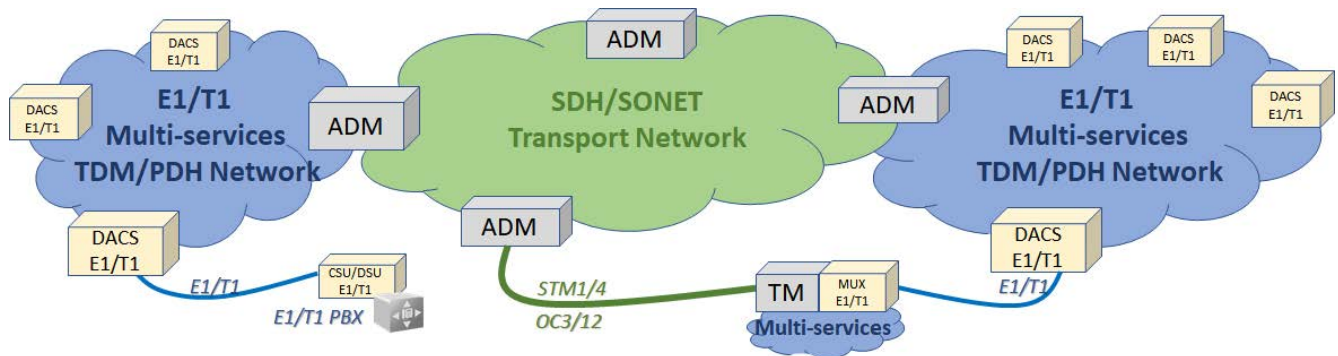 DACS
E1/T1
DACS
E1/T1
E1/T1
Multi-services
TDM/PDH Network
DACS
E1/T1
E1/T1
CSU/DSU
E1/T1
E1/T1 PBX
ADM
ADM
SDH/SONET
Transport Network
ADM
ADM
STM1/4
OC3/12
TM
MUX
E1/T1
Multi-services
DACS
E1/T1
DACS
E1/T1
DACS
E1/T1
E1/T1
Multi-services
TDM/PDH Network
DACS
E1/T1
E1/T1